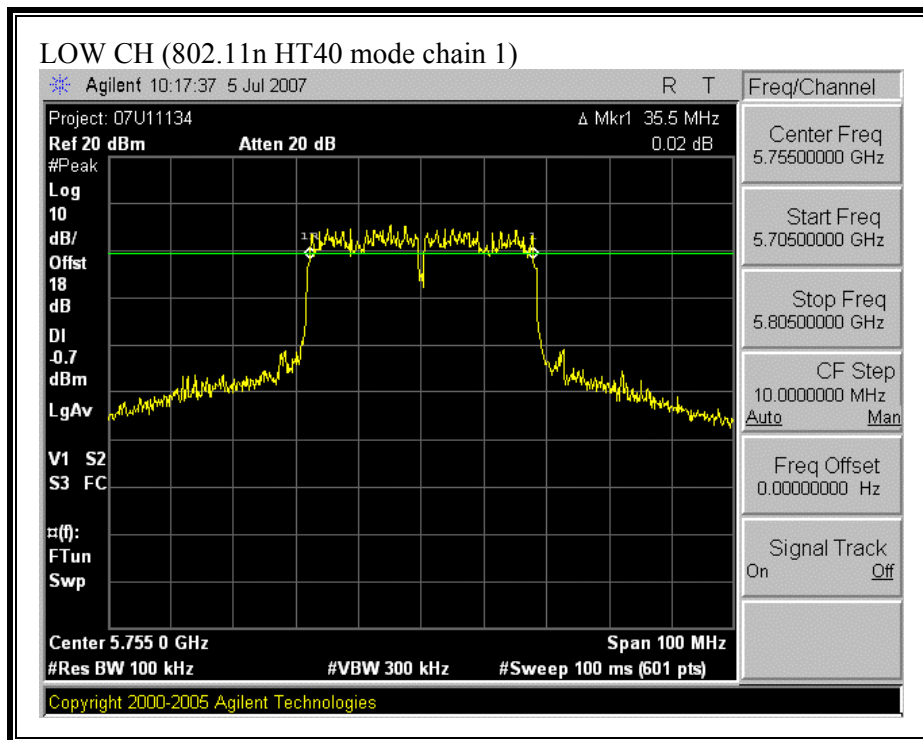 LOW CH (802.11n HT40 mode chain 1)
Agilent 10:17:37 5 Jul 2007 R T
Freq/Channel
Project: 07U11134 Δ Mkr1 35.5 MHz
Ref 20 dBm Atten 20 dB 0.02 dB
#Peak
Log
10
dB/
Offst
18
dB
DI
-0.7
dBm
LgAv
V1 S2
S3 FC
¤(f):
FTun
Swp
1R
1
Center 5.755 0 GHz Span 100 MHz
#Res BW 100 kHz #VBW 300 kHz #Sweep 100 ms (601 pts)
Copyright 2000-2005 Agilent Technologies
Center Freq
5.75500000 GHz
Start Freq
5.70500000 GHz
Stop Freq
5.80500000 GHz
CF Step
10.0000000 MHz
Auto Man
Freq Offset
0.00000000 Hz
Signal Track
On Off